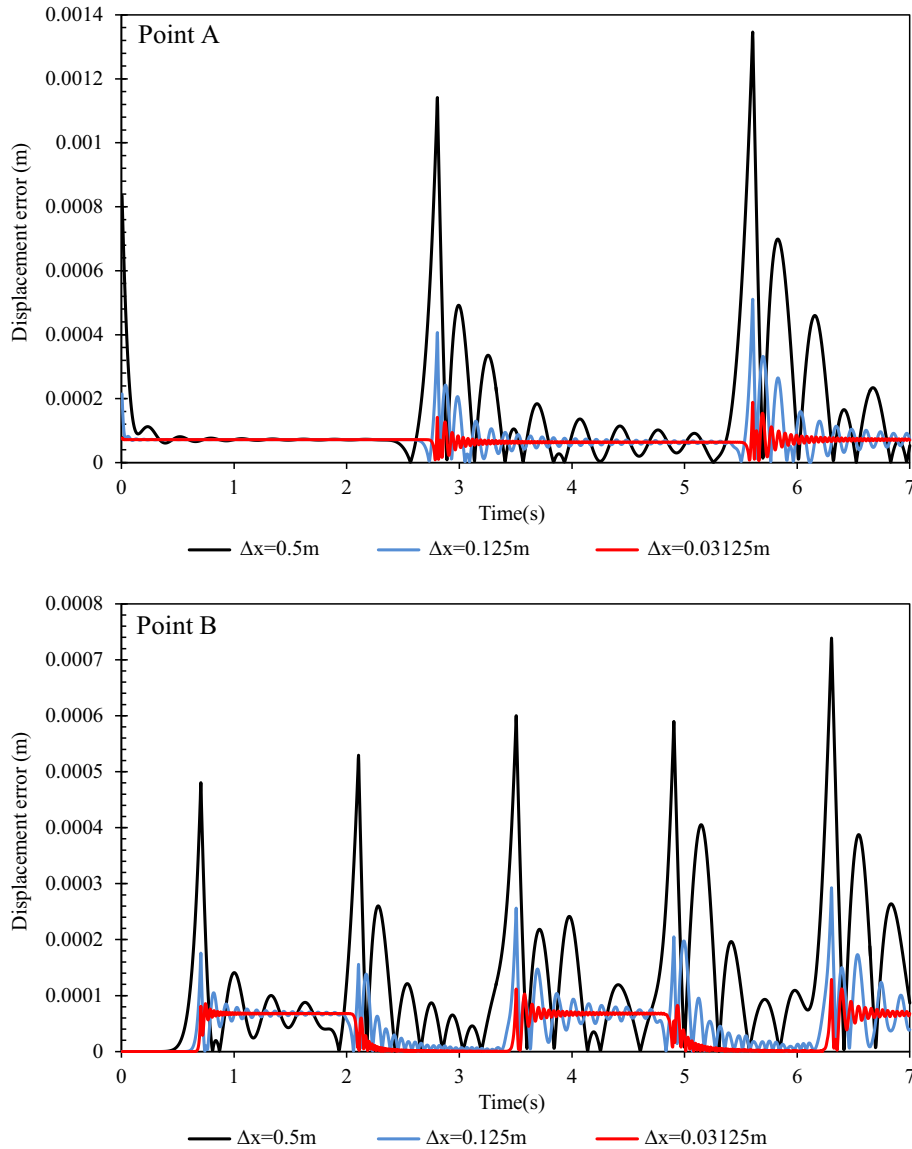 Point A
Displacement error (m)
0.0014
0.0012
0.001
0.0008
0.0006
0.0004
0.0002
0
0 1 2 3 4 5 6 7
Time(s)
Δx=0.5m Δx=0.125m Δx=0.03125m
Point B
Displacement error (m)
0.0008
0.0007
0.0006
0.0005
0.0004
0.0003
0.0002
0.0001
0
0 1 2 3 4 5 6 7
Time(s)
Δx=0.5m Δx=0.125m Δx=0.03125m